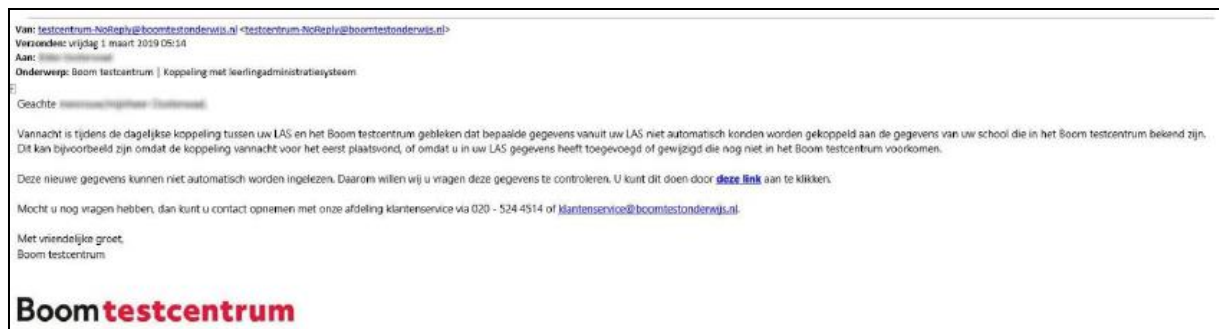 Van: testcentrum-NoReply@boomtestonderwijs.nl <testcentrum-NoReply@boomtestonderwijs.nl>
Verzonden: vrijdag 1 maart 2019 05:14
Aan:
Onderwerp: Boom testcentrum | Koppeling met leerlingadministratiesysteem
Geachte
Vannacht is tijdens de dagelijkse koppeling tussen uw LAS en het Boom testcentrum gebleken dat bepaalde gegevens vanuit uw LAS niet automatisch konden worden gekoppeld aan de gegevens van uw school die in het Boom testcentrum bekend zijn.
Dit kan bijvoorbeeld zijn omdat de koppeling vannacht voor het eerst plaatsvond, of omdat u in uw LAS gegevens heeft toegevoegd of gewijzigd die nog niet in het Boom testcentrum voorkomen.
Deze nieuwe gegevens kunnen niet automatisch worden ingelezen. Daarom willen wij u vragen deze gegevens te controleren. U kunt dit doen door deze link aan te klikken.
Mocht u nog vragen hebben, dan kunt u contact opnemen met onze afdeling klantenservice via 020 - 524 4514 of klantenservice@boomtestonderwijs.nl.
Met vriendelijke groet,
Boom testcentrum
Boom testcentrum